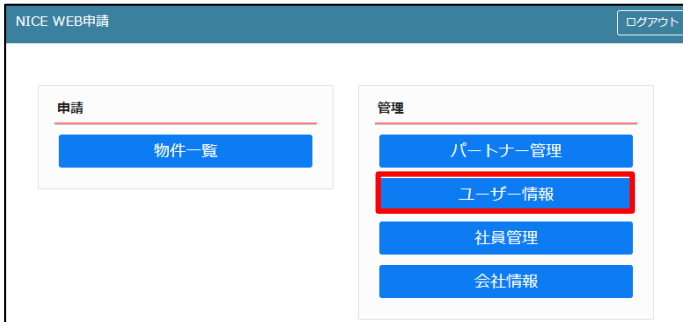 NICE WEB申請
ログアウト
申請
物件一覧
管理
パートナー管理
ユーザー情報
社員管理
会社情報